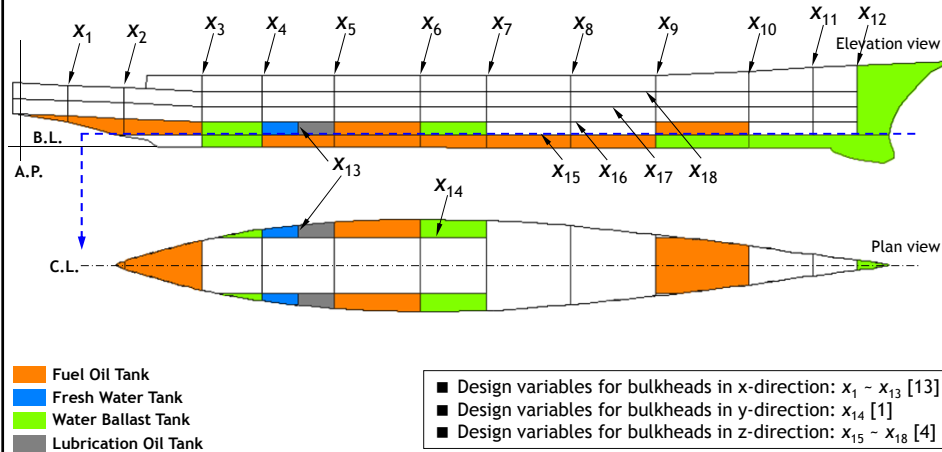 x1 x2 x3 x4 x5 x6 x7 x8 x9 x10 x11 x12
Elevation view
B.L.
A.P.
x13 x14 x15 x16 x17 x18
Plan view
C.L.
Fuel Oil Tank
Fresh Water Tank
Water Ballast Tank
Lubrication Oil Tank
■ Design variables for bulkheads in x-direction: x1 ~ x13 [13]
■ Design variables for bulkheads in y-direction: x14 [1]
■ Design variables for bulkheads in z-direction: x15 ~ x18 [4]